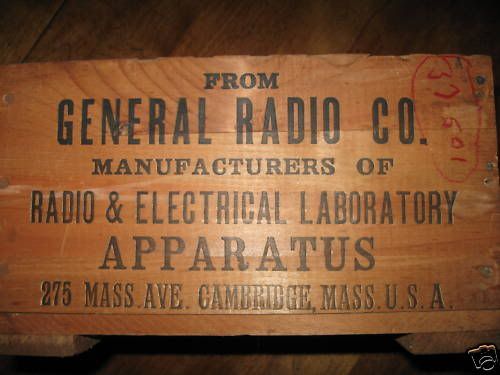 FROM
GENERAL RADIO CO.
MANUFACTURERS OF
RADIO & ELECTRICAL LABORATORY
APPARATUS
275 MASS. AVE. CAMBRIDGE, MASS. U.S.A.